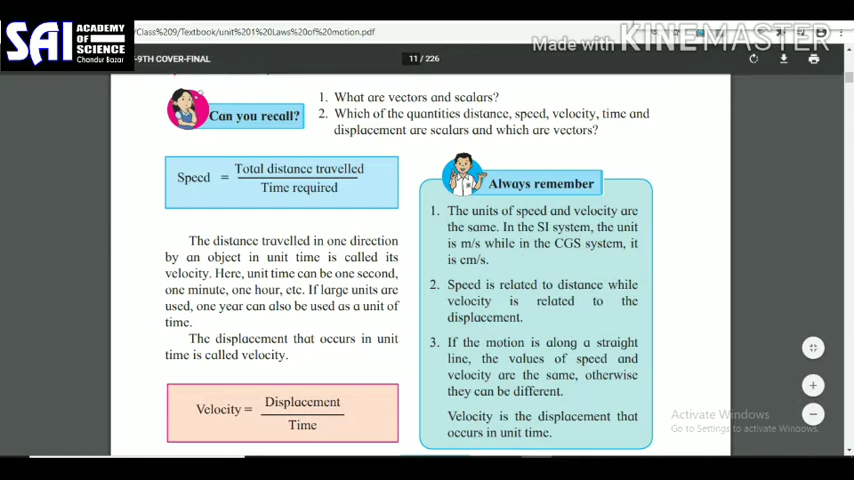 SAI ACADEMY OF SCIENCE Chandur Bazar
/Class%209/Textbook/unit%201%20Laws%20of%20motion.pdf
Made with KINEMASTER
-9TH COVER-FINAL
11 / 226
Can you recall?
1. What are vectors and scalars?
2. Which of the quantities distance, speed, velocity, time and
displacement are scalars and which are vectors?
Speed = Total distance travelled
Time required
The distance travelled in one direction
by an object in unit time is called its
velocity. Here, unit time can be one second,
one minute, one hour, etc. If large units are
used, one year can also be used as a unit of
time.
The displacement that occurs in unit
time is called velocity.
Velocity = Displacement
Time
Always remember
1. The units of speed and velocity are
the same. In the SI system, the unit
is m/s while in the CGS system, it
is cm/s.
2. Speed is related to distance while
velocity is related to the
displacement.
3. If the motion is along a straight
line, the values of speed and
velocity are the same, otherwise
they can be different.
Velocity is the displacement that
occurs in unit time.
Activate Windows
Go to Settings to activate Windows.